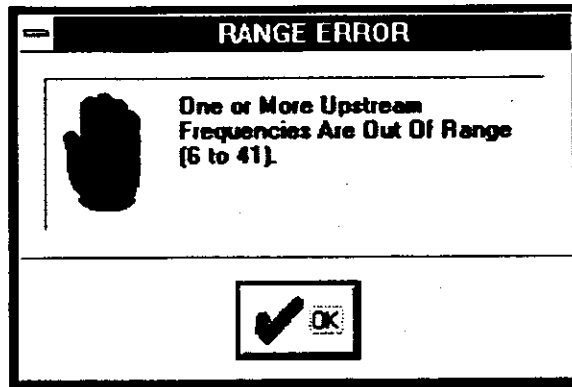 RANGE ERROR
One or More Upstream
Frequencies Are Out Of Range
(6 to 41).
OK